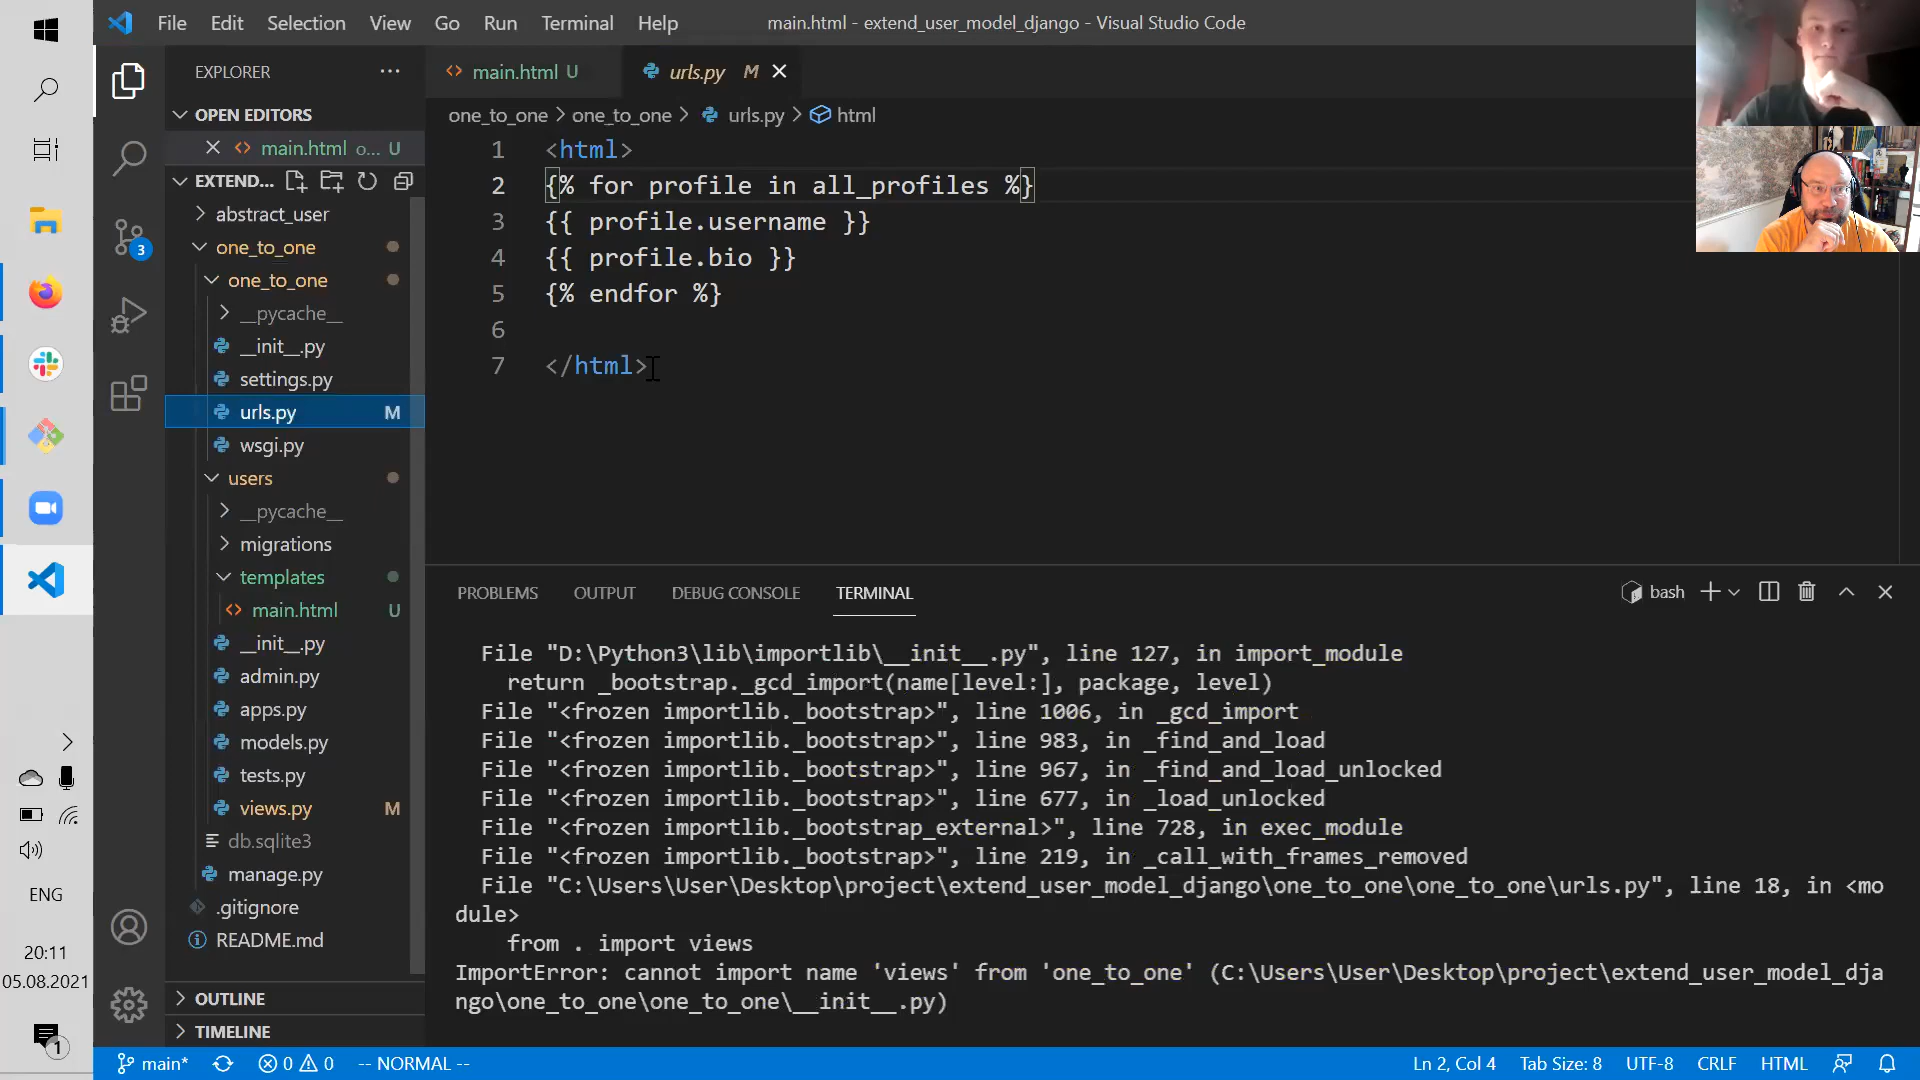 File Edit Selection View Go Run Terminal Help
main.html - extend_user_model_django - Visual Studio Code
EXPLORER
OPEN EDITORS
main.html o... U
EXTEND...
abstract_user
one_to_one
one_to_one
__pycache__
__init__.py
settings.py
urls.py M
wsgi.py
users
__pycache__
migrations
templates
main.html U
__init__.py
admin.py
apps.py
models.py
tests.py
views.py M
db.sqlite3
manage.py
.gitignore
README.md
OUTLINE
TIMELINE
main.html U
urls.py M
one_to_one > one_to_one > urls.py > html
1 <html>
2 {% for profile in all_profiles %}
3 {{ profile.username }}
4 {{ profile.bio }}
5 {% endfor %}
6
7 </html>
PROBLEMS OUTPUT DEBUG CONSOLE TERMINAL
bash
File "D:\Python3\lib\importlib\__init__.py", line 127, in import_module
return _bootstrap._gcd_import(name[level:], package, level)
File "<frozen importlib._bootstrap>", line 1006, in _gcd_import
File "<frozen importlib._bootstrap>", line 983, in _find_and_load
File "<frozen importlib._bootstrap>", line 967, in _find_and_load_unlocked
File "<frozen importlib._bootstrap>", line 677, in _load_unlocked
File "<frozen importlib._bootstrap_external>", line 728, in exec_module
File "<frozen importlib._bootstrap>", line 219, in _call_with_frames_removed
File "C:\Users\User\Desktop\project\extend_user_model_django\one_to_one\one_to_one\urls.py", line 18, in <mo
dule>
from . import views
ImportError: cannot import name 'views' from 'one_to_one' (C:\Users\User\Desktop\project\extend_user_model_dja
ngo\one_to_one\one_to_one\__init__.py)
3
ENG
20:11
05.08.2021
1
main* 0 0 -- NORMAL --
Ln 2, Col 4 Tab Size: 8 UTF-8 CRLF HTML